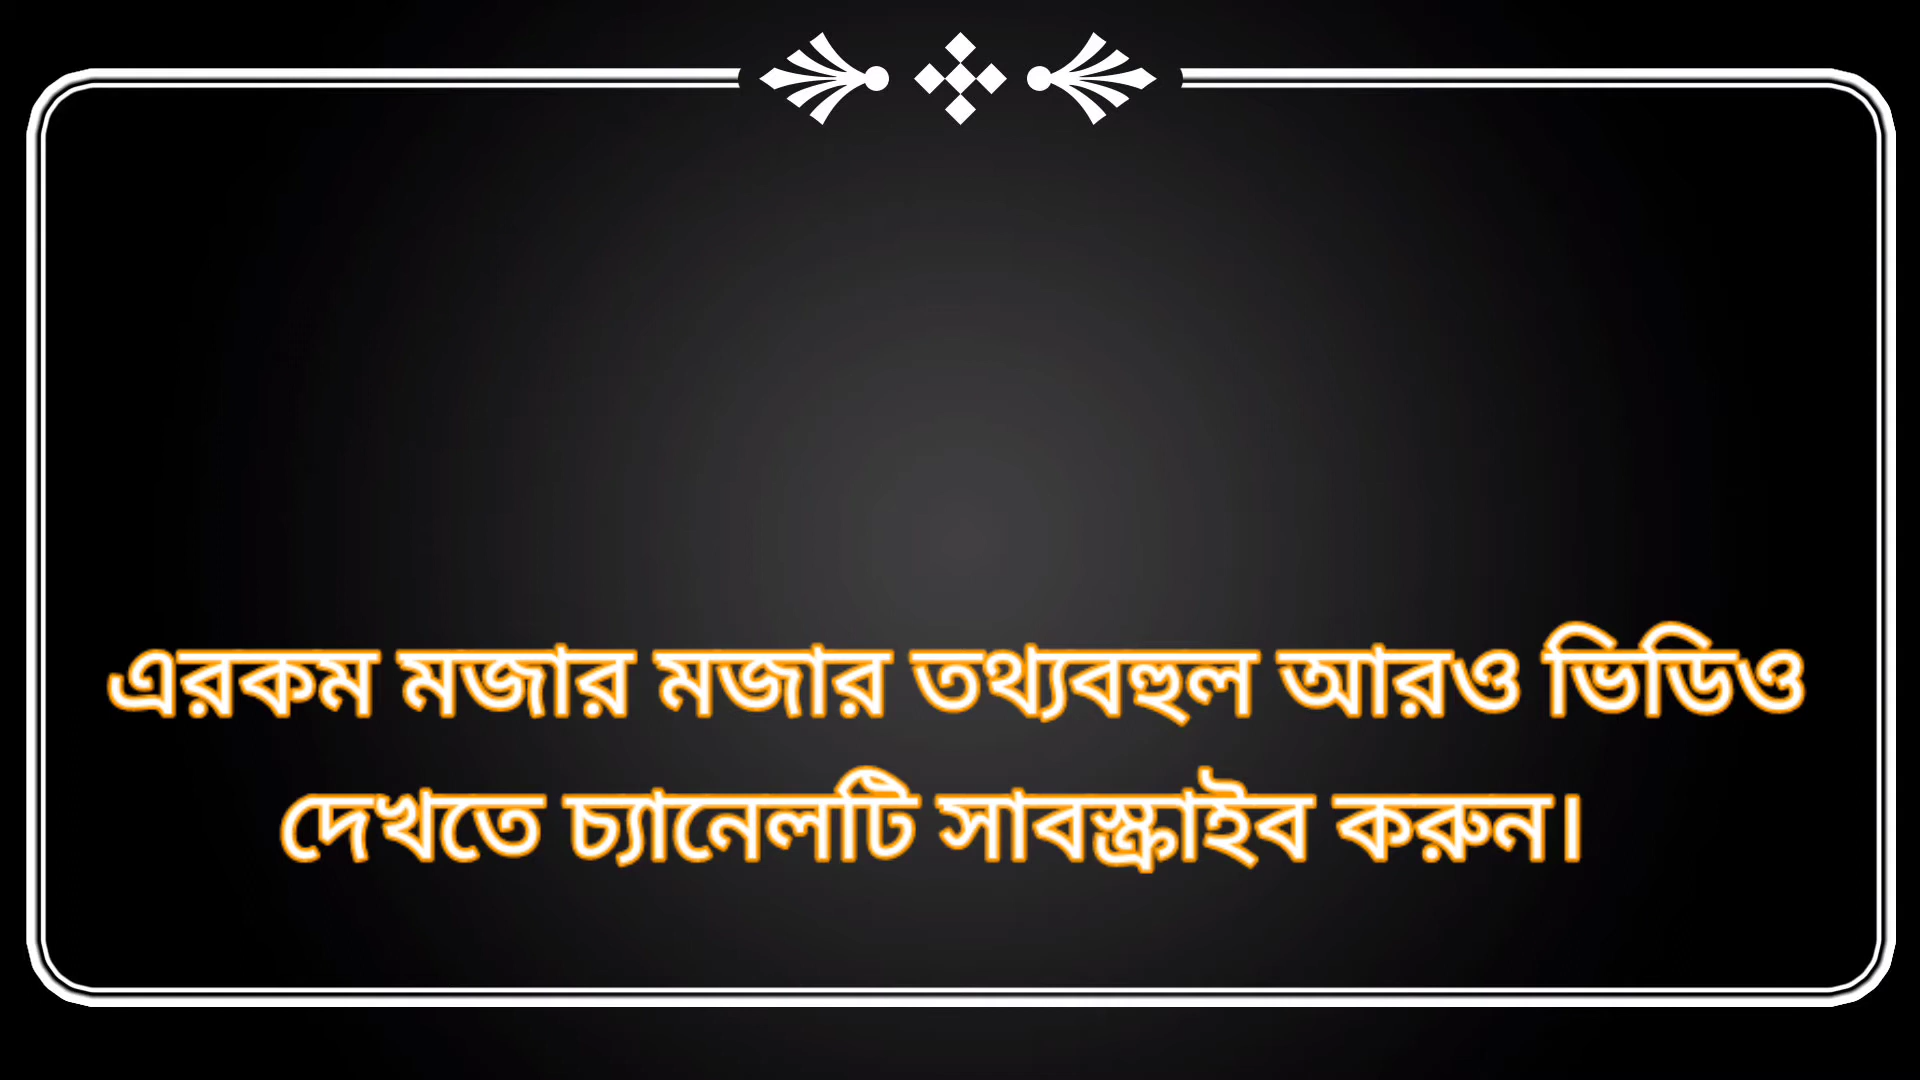 এরকম মজার মজার তথ্যবহুল আরও ভিডিও
দেখতে চ্যানেলটি সাবস্ক্রাইব করুন।